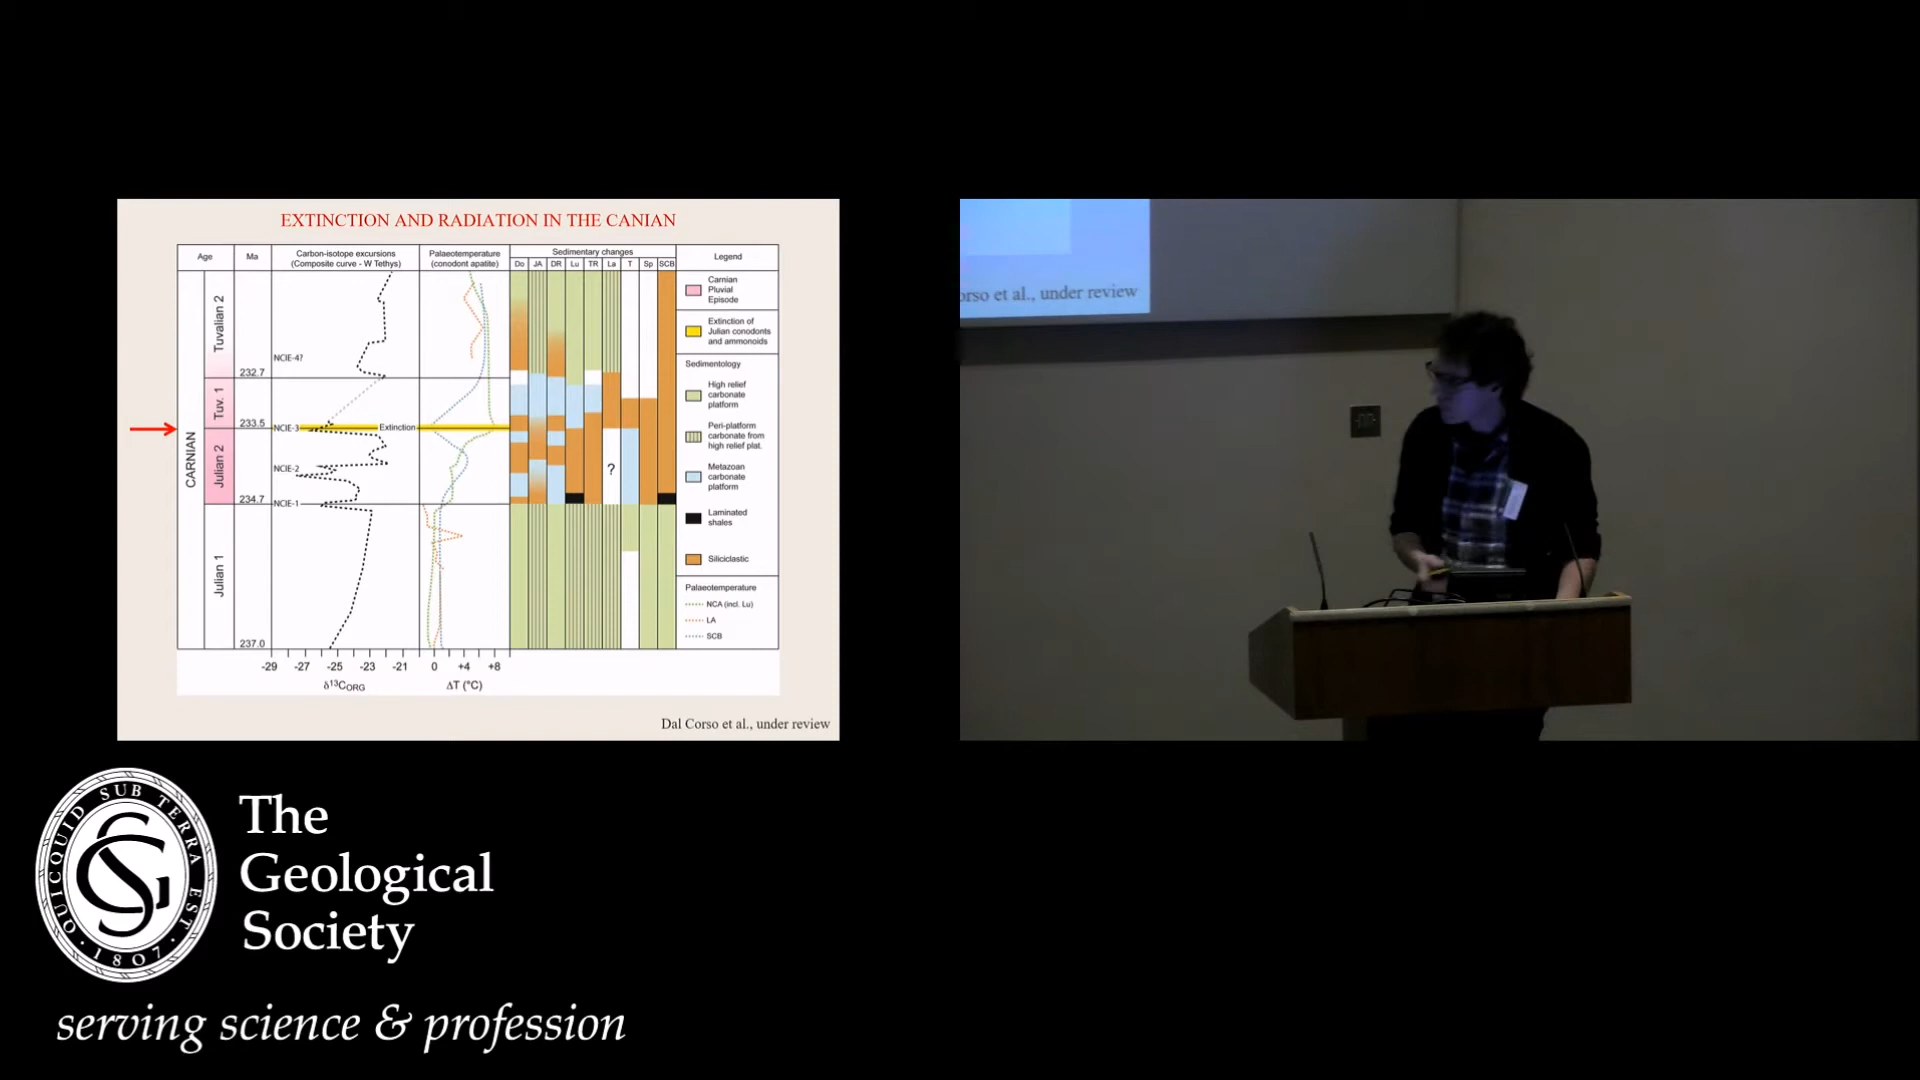 EXTINCTION AND RADIATION IN THE CANIAN
Age
Ma
Carbon-isotope excursions
(Composite curve - W Tethys)
Palaeotemperature
(conodont apatite)
Sedimentary changes
Do
JA
DR
Lu
TR
La
T
Sp
SCB
Legend
CARNIAN
Tuvalian 2
Tuv. 1
Julian 2
Julian 1
232.7
233.5
234.7
237.0
NCIE-4?
NCIE-3
Extinction
NCIE-2
NCIE-1
?
Carnian
Pluvial
Episode
Extinction of
Julian conodonts
and ammonoids
Sedimentology
High relief
carbonate
platform
Peri-platform
carbonate from
high relief plat.
Metazoan
carbonate
platform
Laminated
shales
Siliciclastic
Palaeotemperature
NCA (incl. Lu)
LA
SCB
-29 -27 -25 -23 -21
0 +4 +8
δ13CORG
ΔT (°C)
Dal Corso et al., under review
orso et al., under review
QUICQUID SUB TERRA EST
1807
GS
The
Geological
Society
serving science & profession